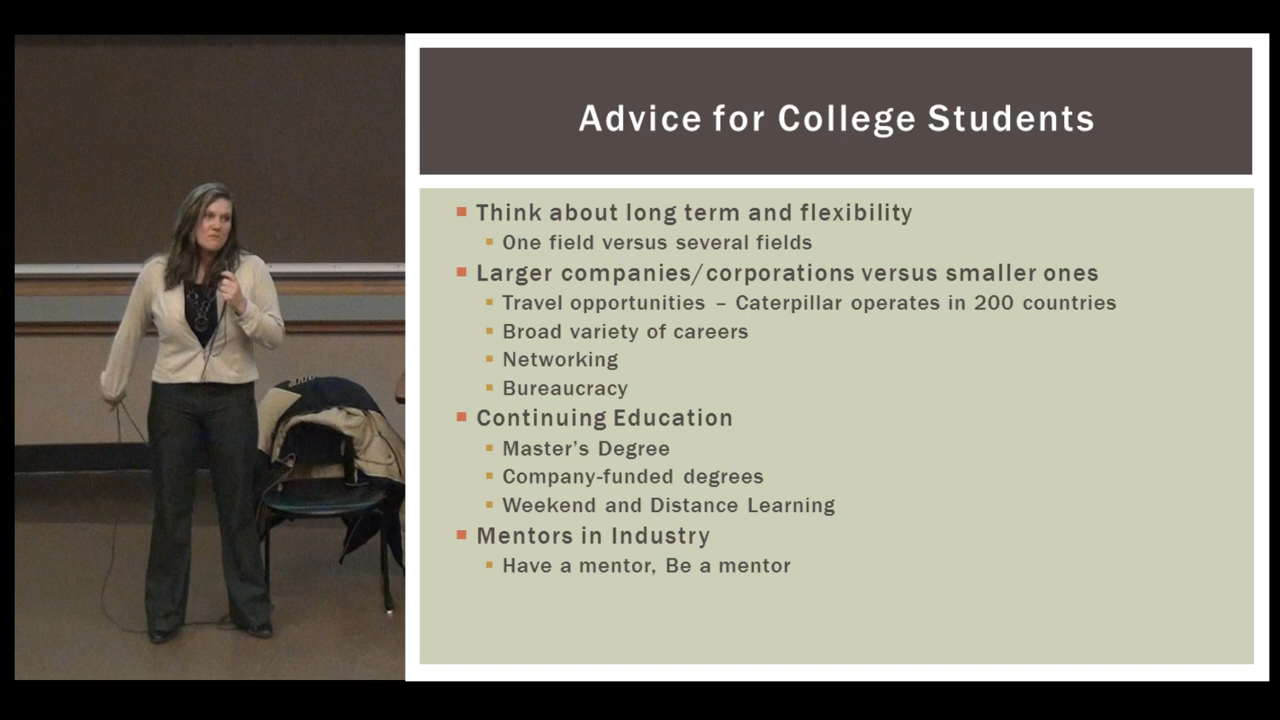 Advice for College Students
Think about long term and flexibility
One field versus several fields
Larger companies/corporations versus smaller ones
Travel opportunities – Caterpillar operates in 200 countries
Broad variety of careers
Networking
Bureaucracy
Continuing Education
Master's Degree
Company-funded degrees
Weekend and Distance Learning
Mentors in Industry
Have a mentor, Be a mentor